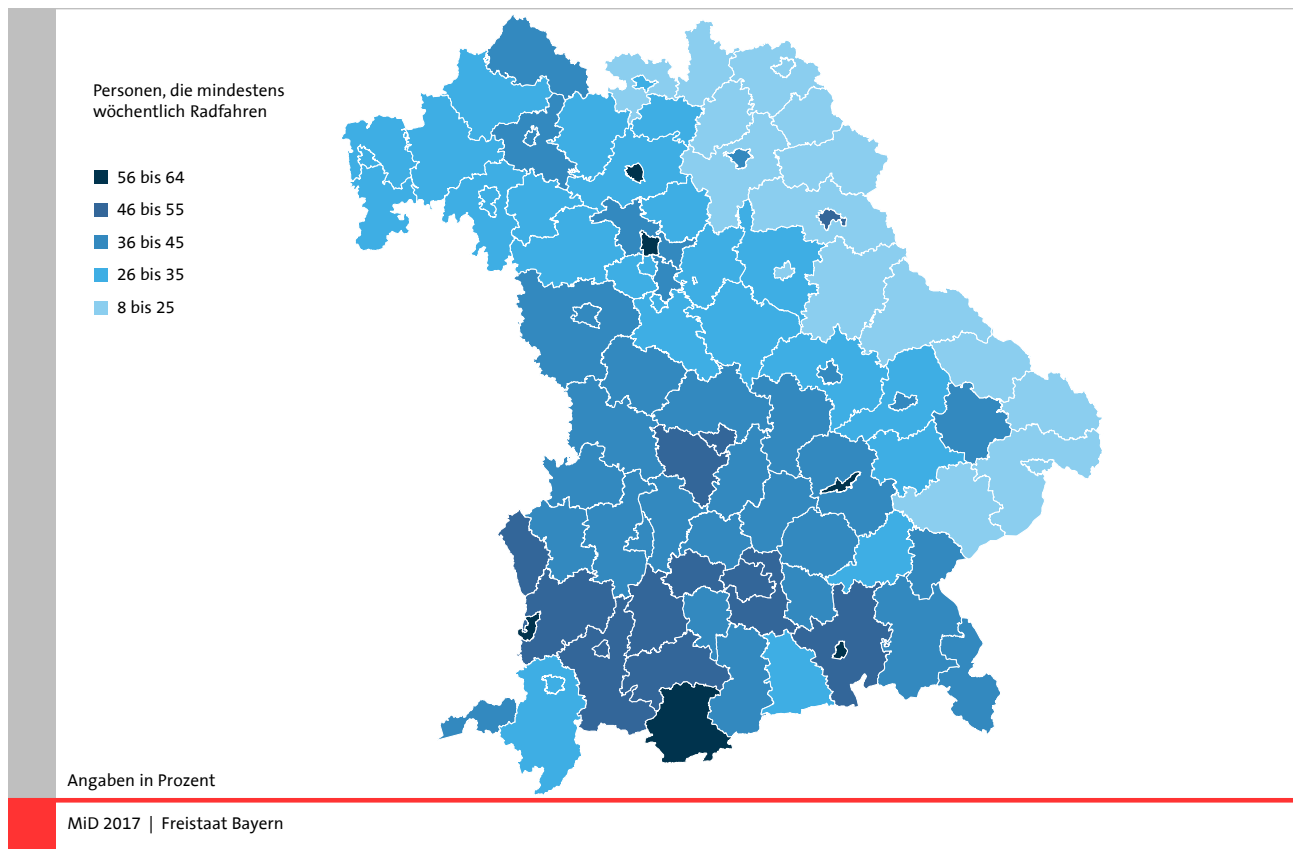 Personen, die mindestens
wöchentlich Radfahren
56 bis 64
46 bis 55
36 bis 45
26 bis 35
8 bis 25
Angaben in Prozent
MiD 2017 | Freistaat Bayern